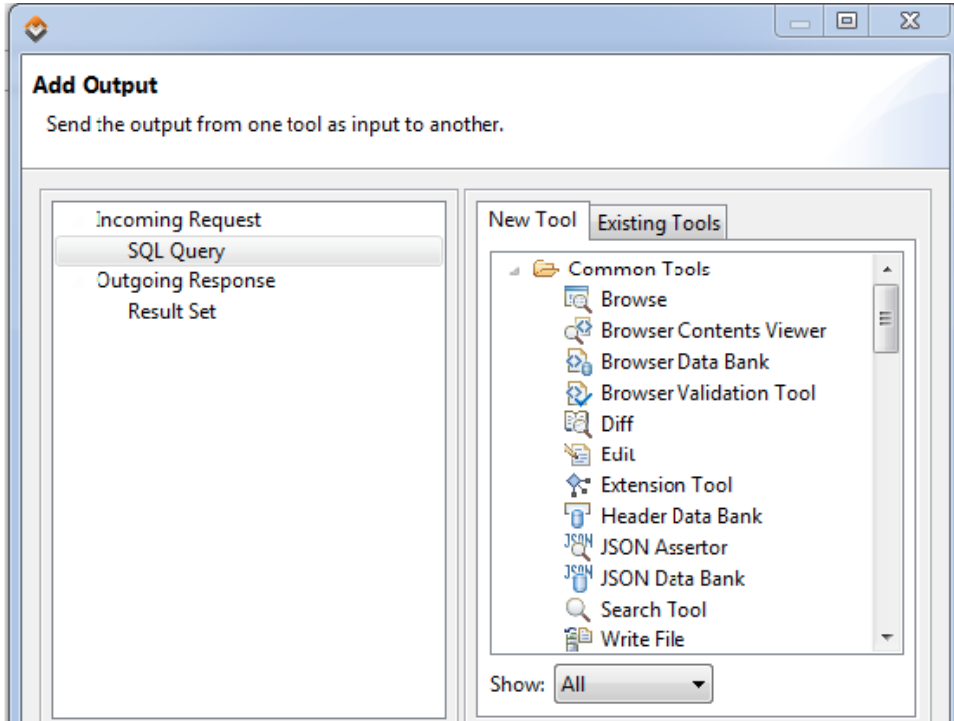 Add Output
Send the output from one tool as input to another.
Incoming Request
SQL Query
Outgoing Response
Result Set
New Tool
Existing Tools
Common Tools
Browse
Browser Contents Viewer
Browser Data Bank
Browser Validation Tool
Diff
Edit
Extension Tool
Header Data Bank
JSON Assertor
JSON Data Bank
Search Tool
Write File
Show: All